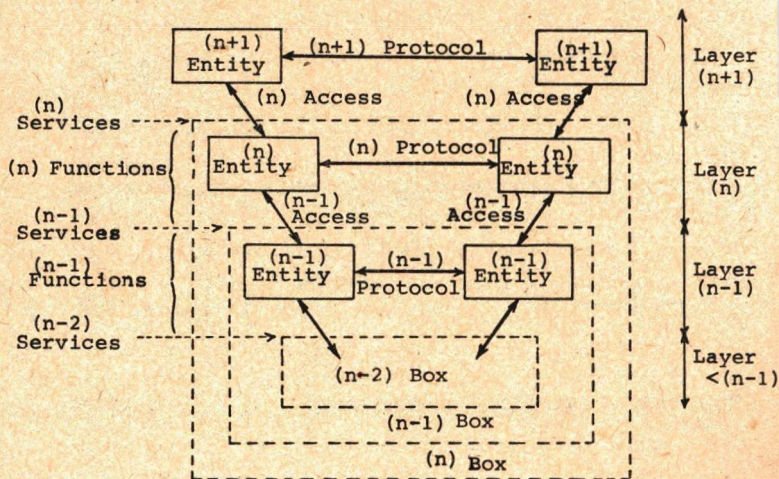 (n+1)
Entity
(n+1) Protocol
(n+1)
Entity
Layer
(n+1)
(n) Access
(n) Access
(n)
Services
(n) Functions
(n)
Entity
(n) Protocol
(n)
Entity
Layer
(n)
(n-1)
Access
(n-1)
Access
(n-1)
Services
(n-1)
Functions
(n-1)
Entity
(n-1)
Protocol
(n-1)
Entity
Layer
(n-1)
(n-2)
Services
(n-2) Box
Layer
<(n-1)
(n-1) Box
(n) Box